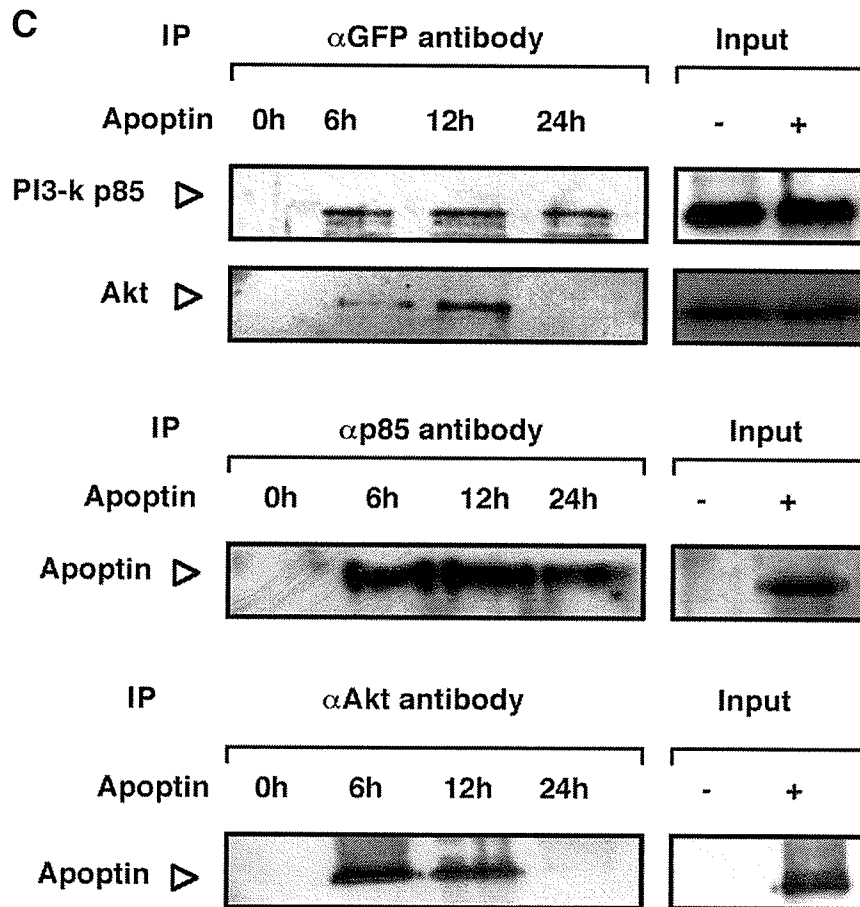 C
IP αGFP antibody Input
Apoptin 0h 6h 12h 24h - +
PI3-k p85
Akt
IP αp85 antibody Input
Apoptin 0h 6h 12h 24h - +
Apoptin
IP αAkt antibody Input
Apoptin 0h 6h 12h 24h - +
Apoptin